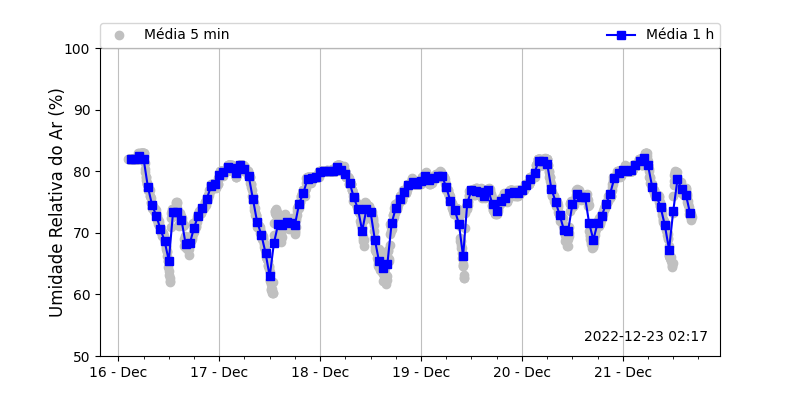 Média 5 min
Média 1 h
Umidade Relativa do Ar (%)
100
90
80
70
60
50
2022-12-23 02:17
16 - Dec
17 - Dec
18 - Dec
19 - Dec
20 - Dec
21 - Dec